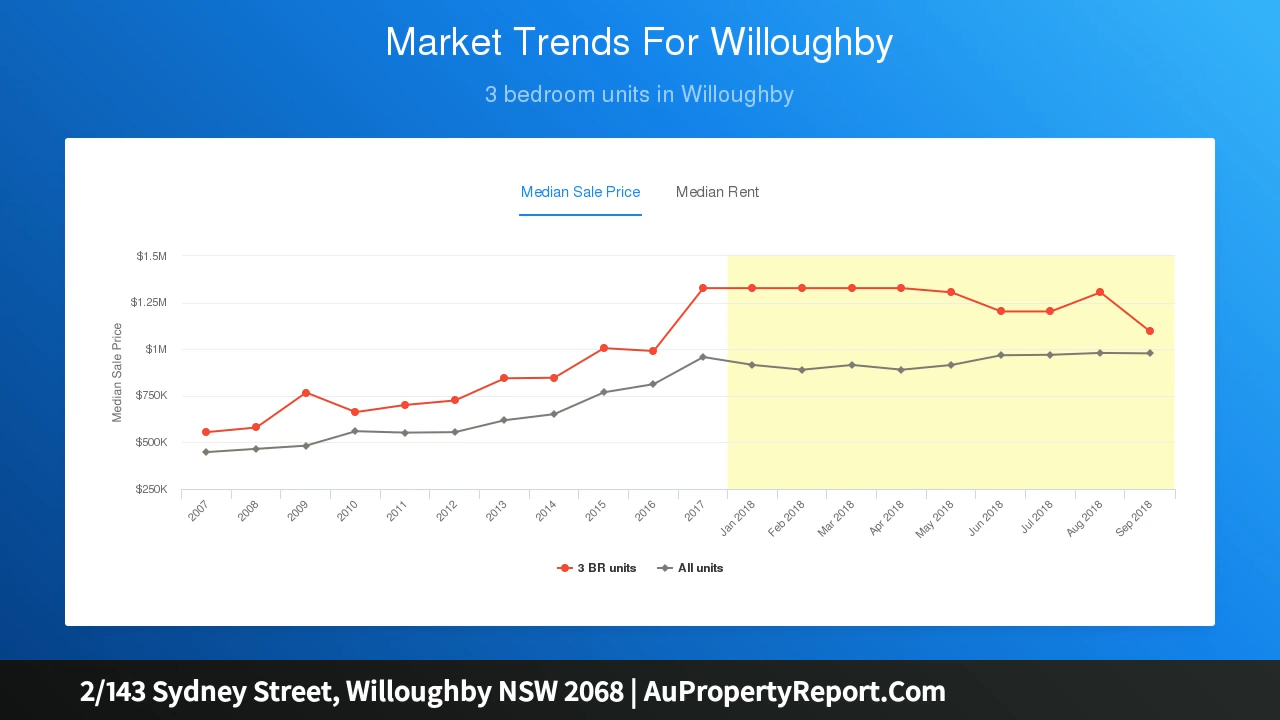 Market Trends For Willoughby
3 bedroom units in Willoughby
Median Sale Price Median Rent
$1.5M
$1.25M
$1M
$750K
$500K
$250K
Median Sale Price
2007 2008 2009 2010 2011 2012 2013 2014 2015 2016 2017 Jan 2018 Feb 2018 Mar 2018 Apr 2018 May 2018 Jun 2018 Jul 2018 Aug 2018 Sep 2018
3 BR units All units
2/143 Sydney Street, Willoughby NSW 2068 | AuPropertyReport.Com